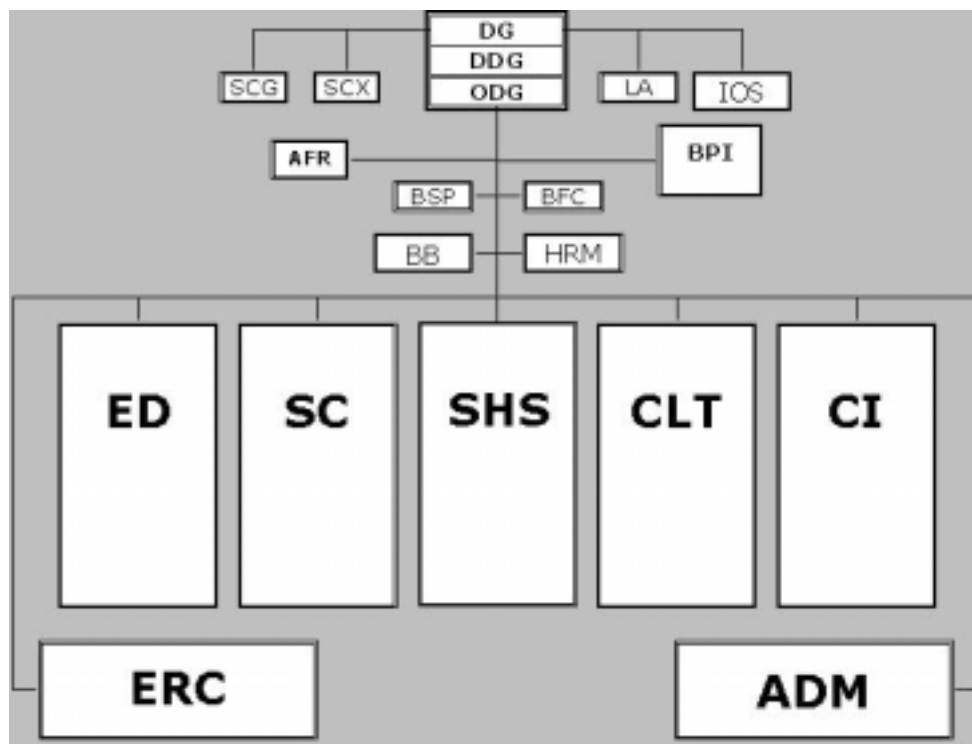 DG
DDG
ODG
SCG SCX LA IOS
AFR BPI
BSP BFC
BB HRM
ED SC SHS CLT CI
ERC ADM